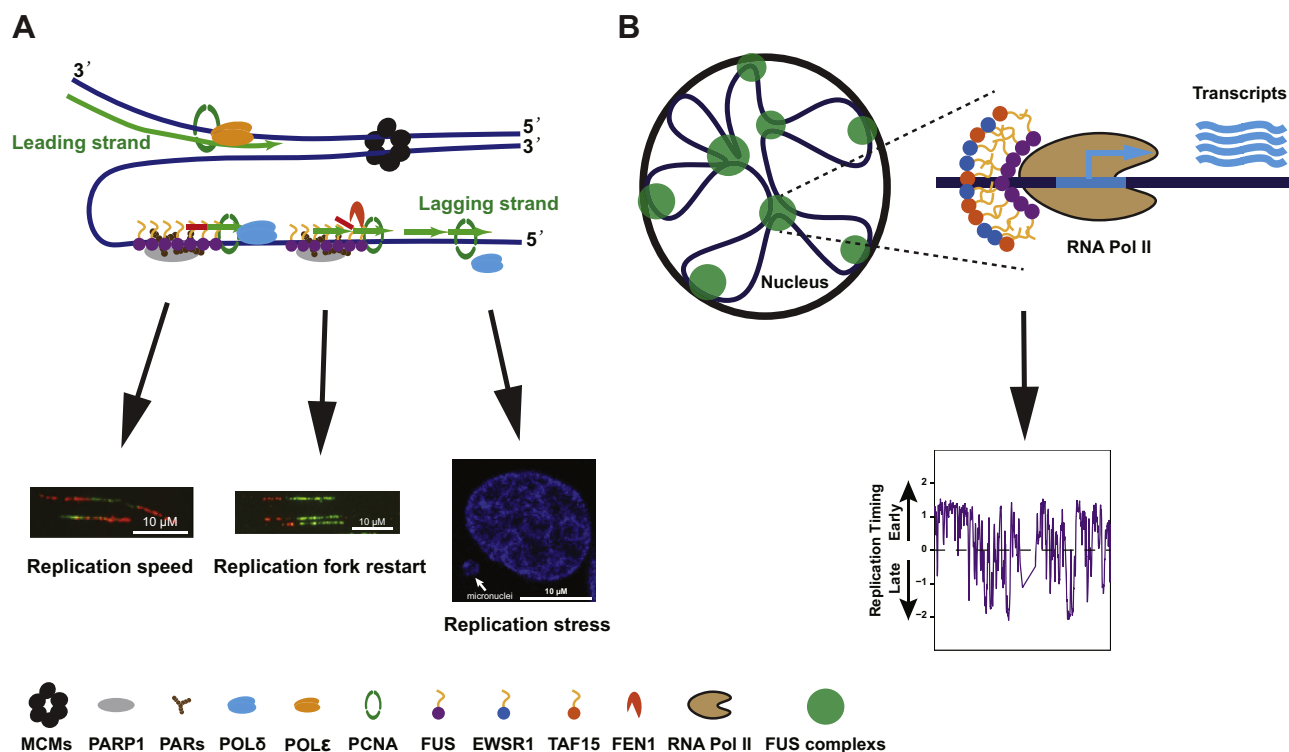 A
3′
5′
3′
Leading strand
Lagging strand
5′
10 µM
Replication speed
10 µM
Replication fork restart
micronuclei
10 µM
Replication stress
B
Nucleus
Transcripts
RNA Pol II
Replication Timing
Late Early
2
1
0
−1
−2
MCMs PARP1 PARs POLδ POLε PCNA FUS EWSR1 TAF15 FEN1 RNA Pol II FUS complexs